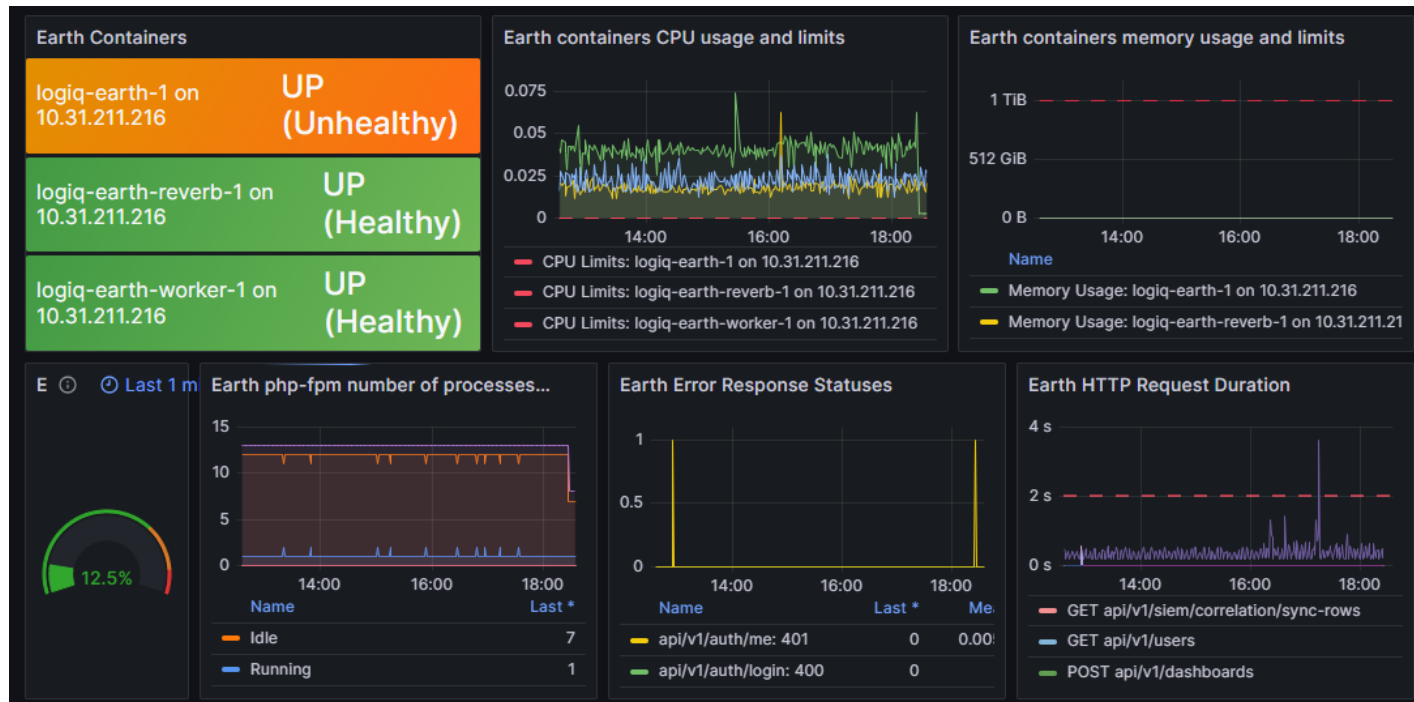 Earth Containers
logiq-earth-1 on
10.31.211.216
UP
(Unhealthy)
logiq-earth-reverb-1 on
10.31.211.216
UP
(Healthy)
logiq-earth-worker-1 on
10.31.211.216
UP
(Healthy)
Earth containers CPU usage and limits
0.075
0.05
0.025
0
14:00 16:00 18:00
CPU Limits: logiq-earth-1 on 10.31.211.216
CPU Limits: logiq-earth-reverb-1 on 10.31.211.216
CPU Limits: logiq-earth-worker-1 on 10.31.211.216
Earth containers memory usage and limits
1 TiB
512 GiB
0 B
14:00 16:00 18:00
Name
Memory Usage: logiq-earth-1 on 10.31.211.216
Memory Usage: logiq-earth-reverb-1 on 10.31.211.21
E Last 1 m
12.5%
Earth php-fpm number of processes...
15
10
5
0
14:00 16:00 18:00
Name Last *
Idle 7
Running 1
Earth Error Response Statuses
1
0.5
0
14:00 16:00 18:00
Name Last * Me
api/v1/auth/me: 401 0 0.00
api/v1/auth/login: 400 0
Earth HTTP Request Duration
4 s
2 s
0 s
14:00 16:00 18:00
GET api/v1/siem/correlation/sync-rows
GET api/v1/users
POST api/v1/dashboards